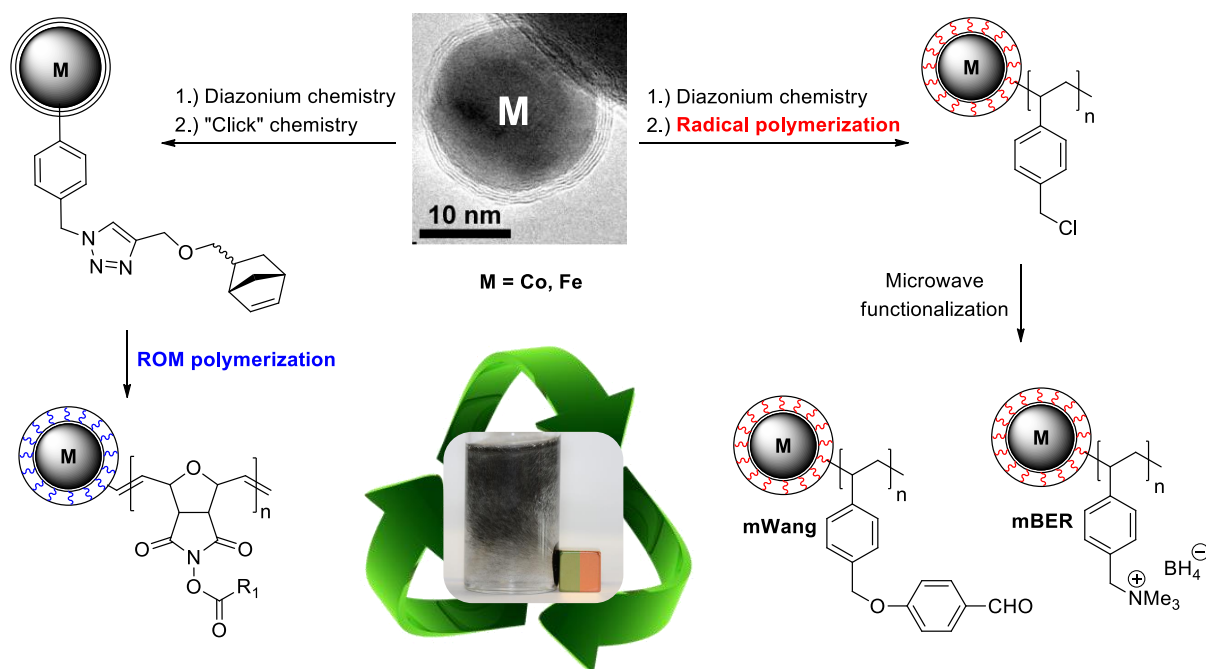 M
1.) Diazonium chemistry
2.) "Click" chemistry
M
10 nm
M = Co, Fe
1.) Diazonium chemistry
2.) Radical polymerization
M
n
Cl
N
N
N
O
Microwave
functionalization
ROM polymerization
M
O
n
O
N
O
O
R1
O
M
n
mWang
O
CHO
M
n
mBER
⊕
NMe3
BH4
⊖